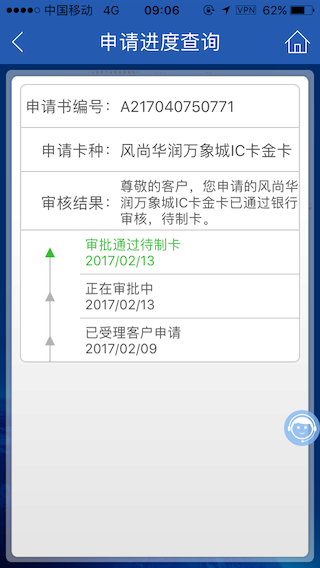 中国移动 4G 09:06 VPN 62%
申请进度查询
申请书编号：A217040750771
申请卡种：风尚华润万象城IC卡金卡
审核结果：
尊敬的客户，您申请的风尚华
润万象城IC卡金卡已通过银行
审核，待制卡。
审批通过待制卡
2017/02/13
正在审批中
2017/02/13
已受理客户申请
2017/02/09